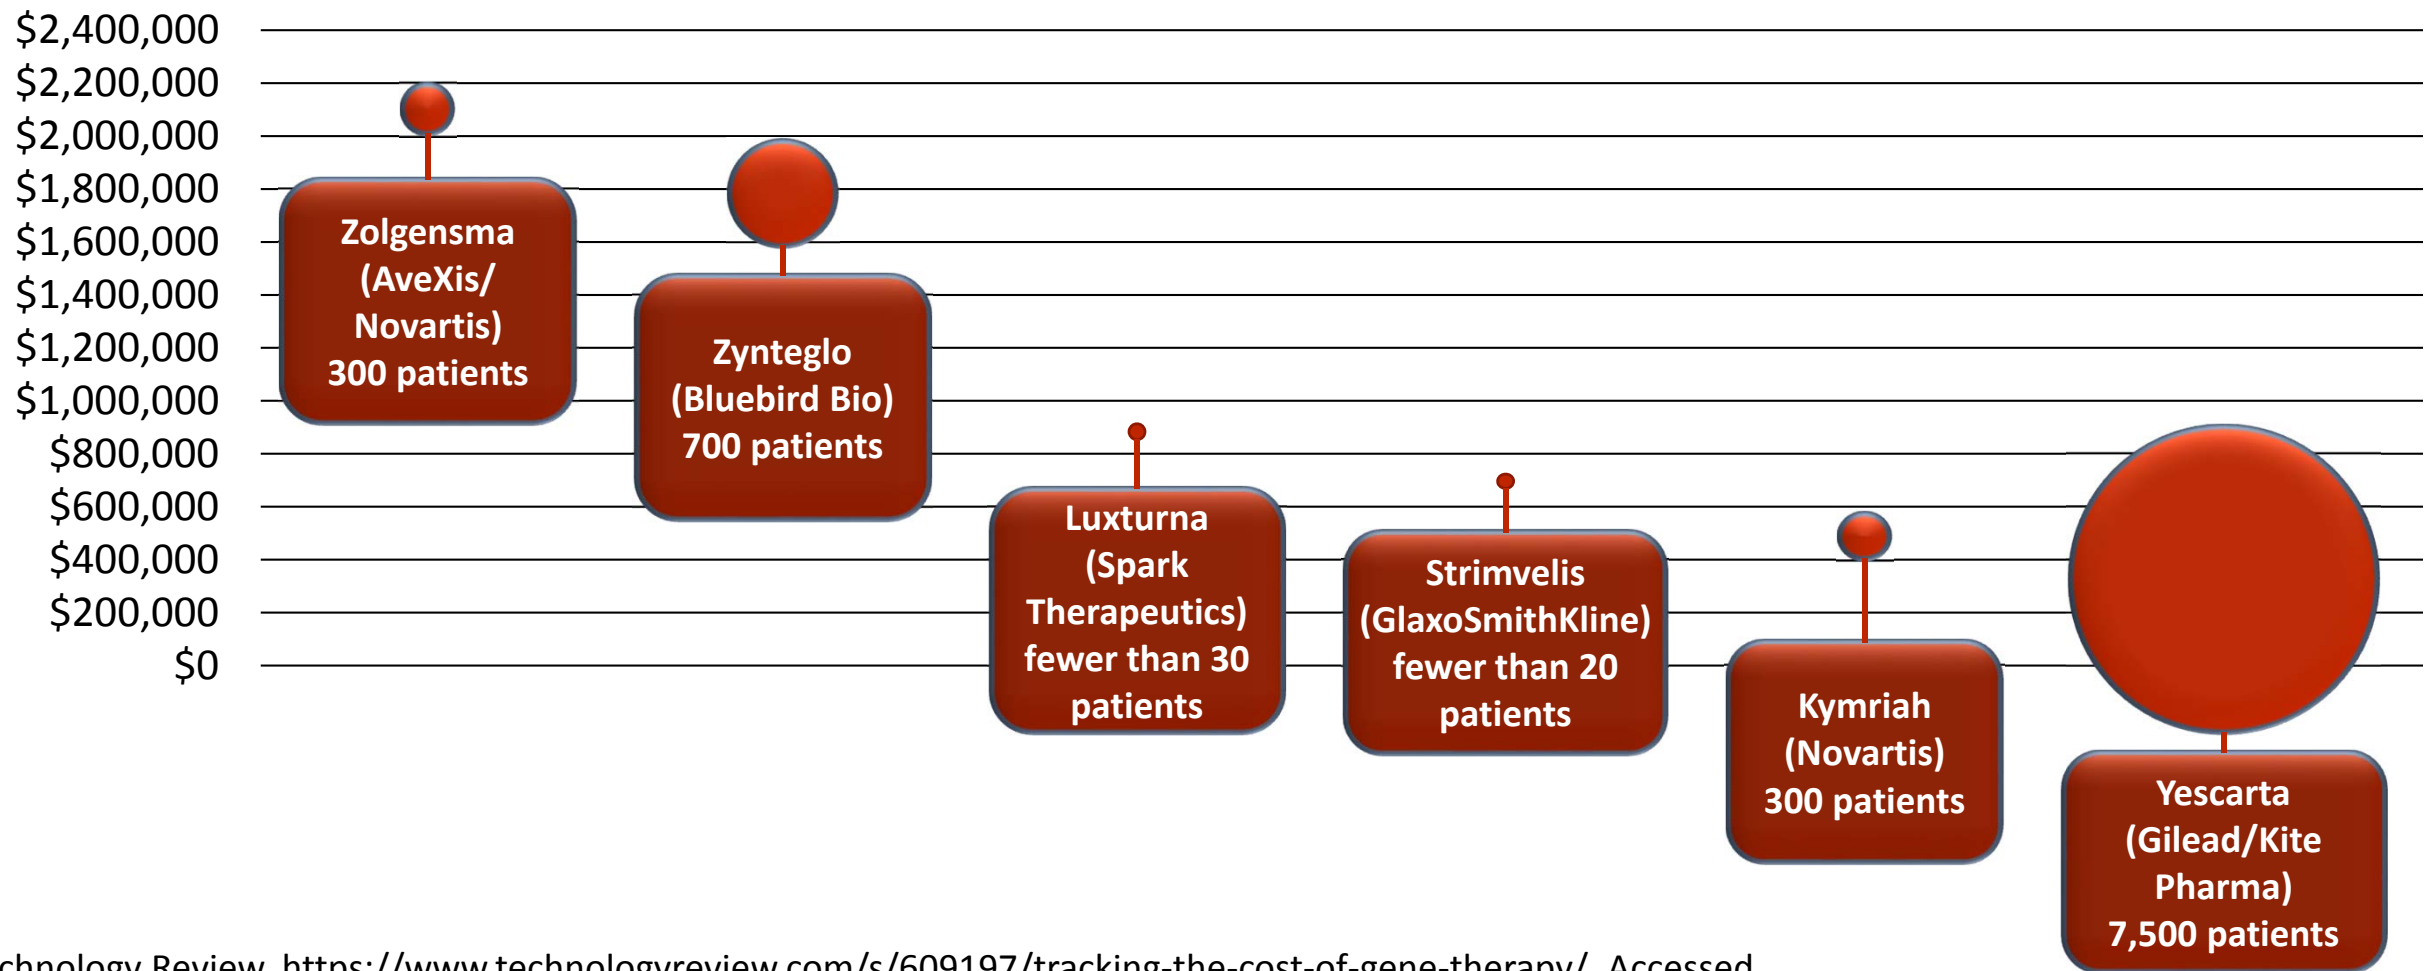 $2,400,000
$2,200,000
$2,000,000
$1,800,000
$1,600,000
$1,400,000
$1,200,000
$1,000,000
$800,000
$600,000
$400,000
$200,000
$0
Zolgensma
(AveXis/
Novartis)
300 patients
Zynteglo
(Bluebird Bio)
700 patients
Luxturna
(Spark
Therapeutics)
fewer than 30
patients
Strimvelis
(GlaxoSmithKline)
fewer than 20
patients
Kymriah
(Novartis)
300 patients
Yescarta
(Gilead/Kite
Pharma)
7,500 patients
chnology Review. https://www.technologyreview.com/s/609197/tracking-the-cost-of-gene-therapy/. Accessed